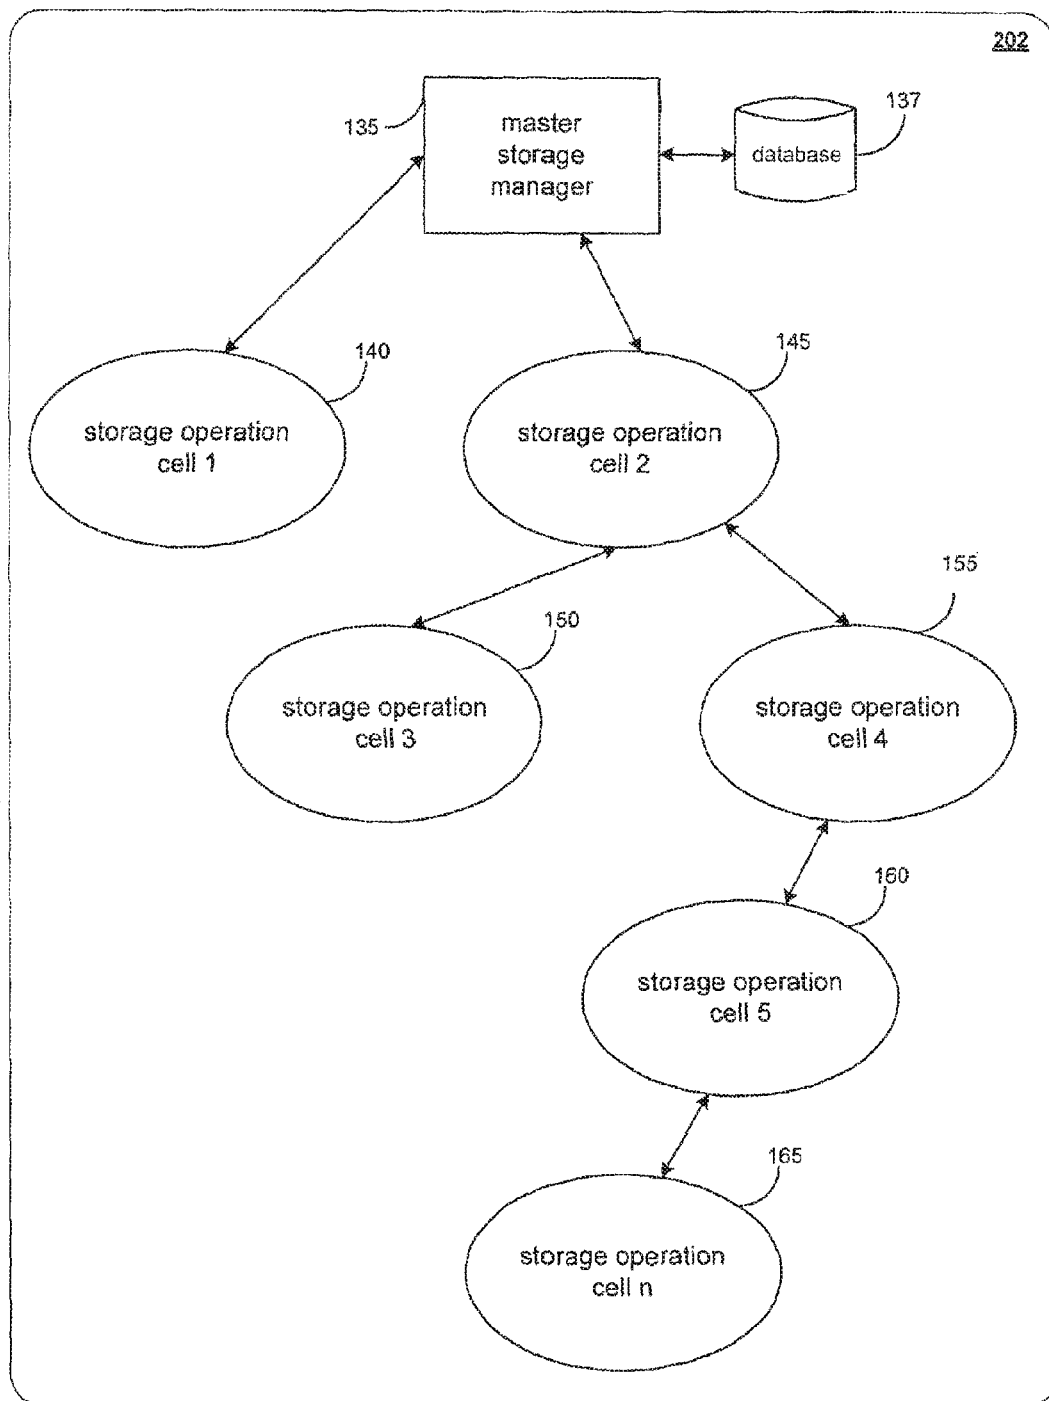 202
135
master
storage
manager
database
137
140
storage operation
cell 1
145
storage operation
cell 2
150
storage operation
cell 3
155
storage operation
cell 4
160
storage operation
cell 5
165
storage operation
cell n